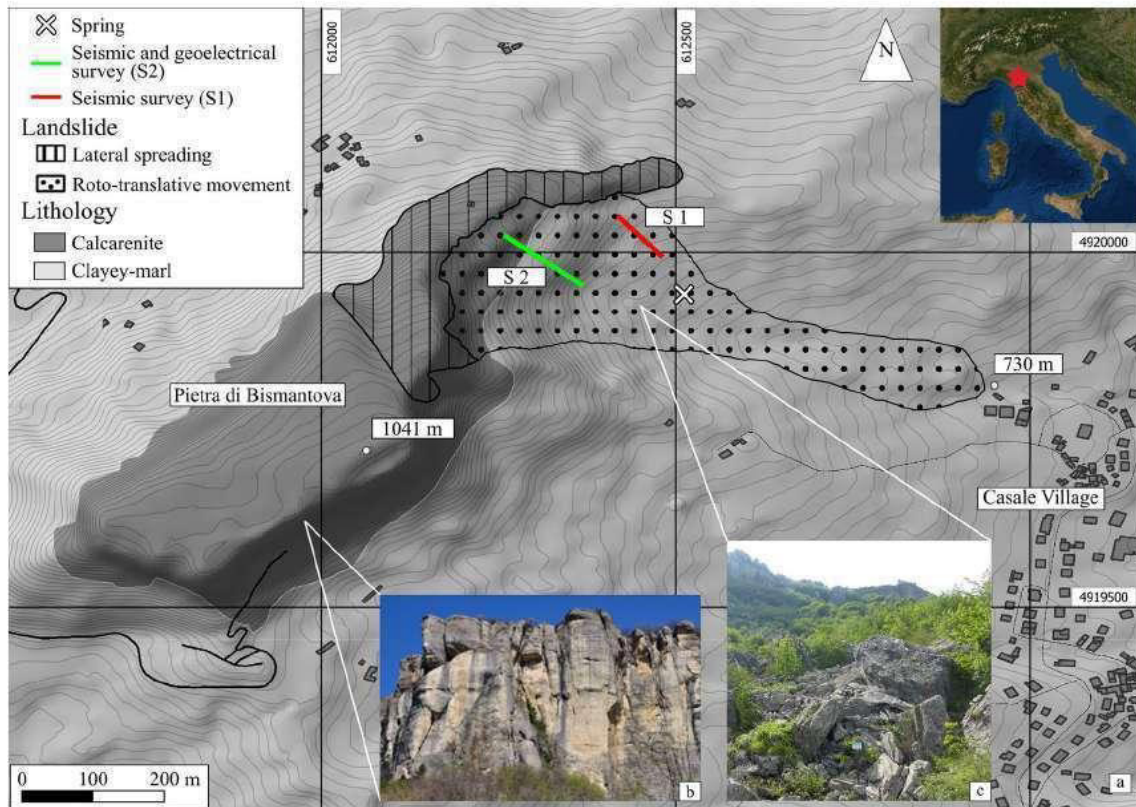 Spring
Seismic and geoelectrical
survey (S2)
Seismic survey (S1)
Landslide
Lateral spreading
Roto-translative movement
Lithology
Calcarenite
Clayey-marl
612000
612500
N
S 1
4920000
S 2
730 m
Pietra di Bismantova
1041 m
Casale Village
4919500
0 100 200 m
b
c
a